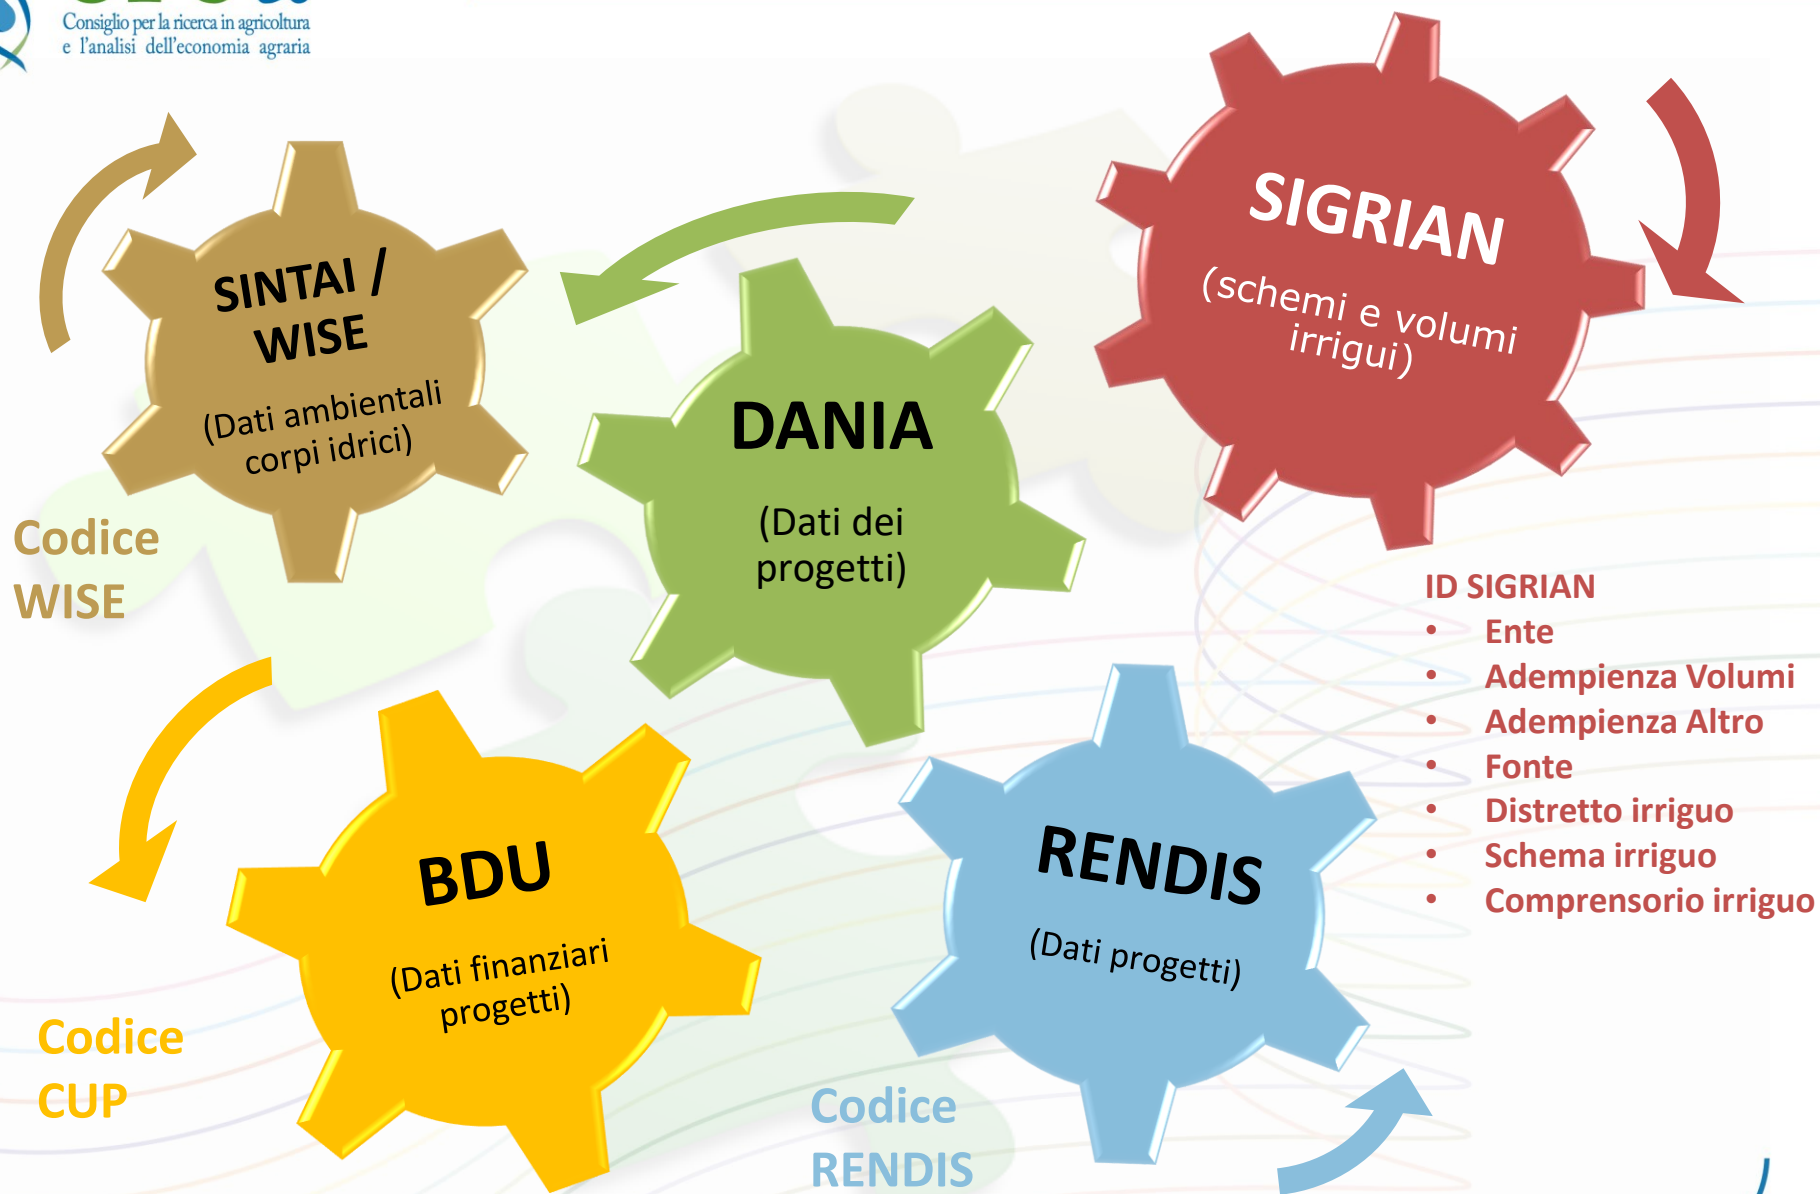 Consiglio per la ricerca in agricoltura
e l'analisi dell'economia agraria
SINTAI /
WISE
(Dati ambientali
corpi idrici)
Codice
WISE
DANIA
(Dati dei
progetti)
SIGRIAN
(schemi e volumi
irrigui)
ID SIGRIAN
• Ente
• Adempienza Volumi
• Adempienza Altro
• Fonte
• Distretto irriguo
• Schema irriguo
• Comprensorio irriguo
BDU
(Dati finanziari
progetti)
Codice
CUP
RENDIS
(Dati progetti)
Codice
RENDIS